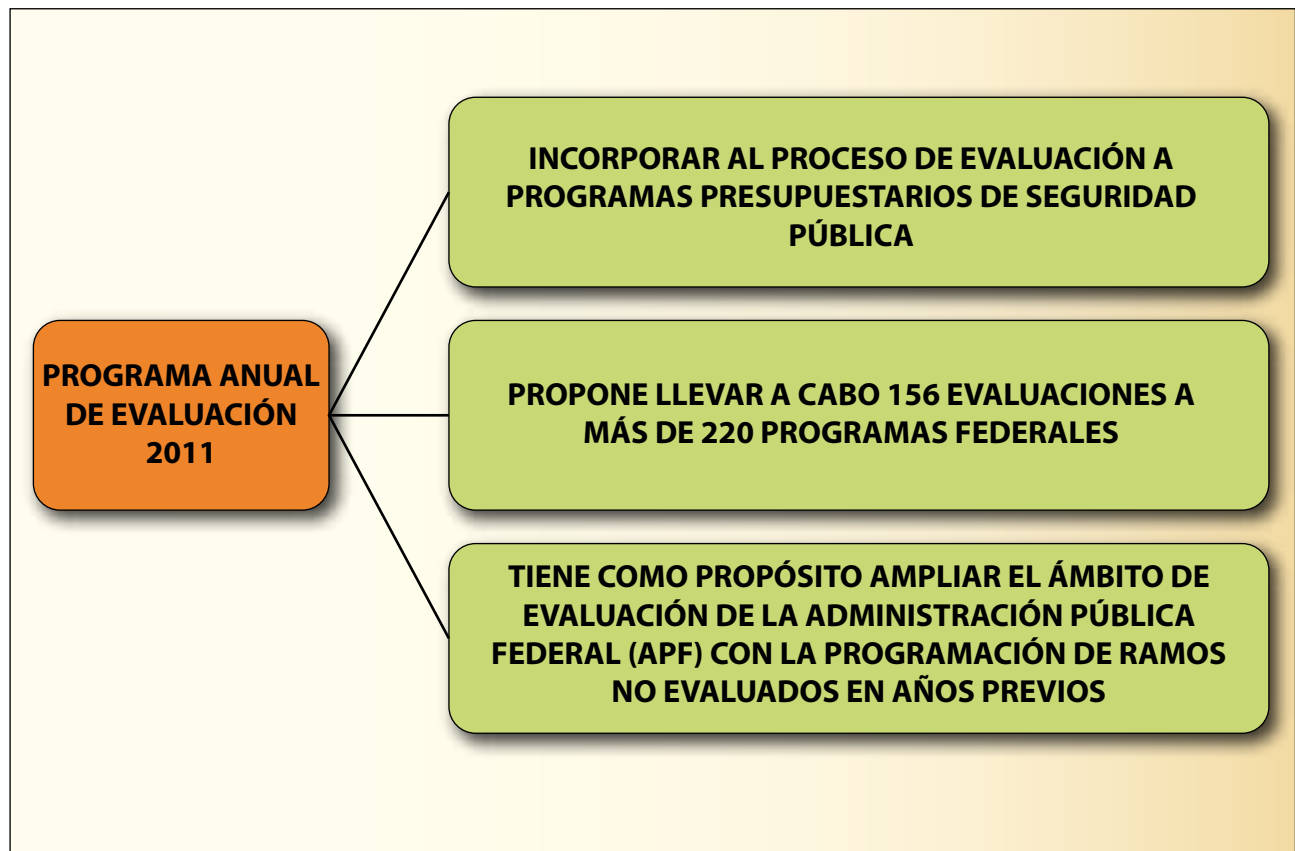 PROGRAMA ANUAL
DE EVALUACIÓN
2011
INCORPORAR AL PROCESO DE EVALUACIÓN A
PROGRAMAS PRESUPUESTARIOS DE SEGURIDAD
PÚBLICA
PROPONE LLEVAR A CABO 156 EVALUACIONES A
MÁS DE 220 PROGRAMAS FEDERALES
TIENE COMO PROPÓSITO AMPLIAR EL ÁMBITO DE
EVALUACIÓN DE LA ADMINISTRACIÓN PÚBLICA
FEDERAL (APF) CON LA PROGRAMACIÓN DE RAMOS
NO EVALUADOS EN AÑOS PREVIOS